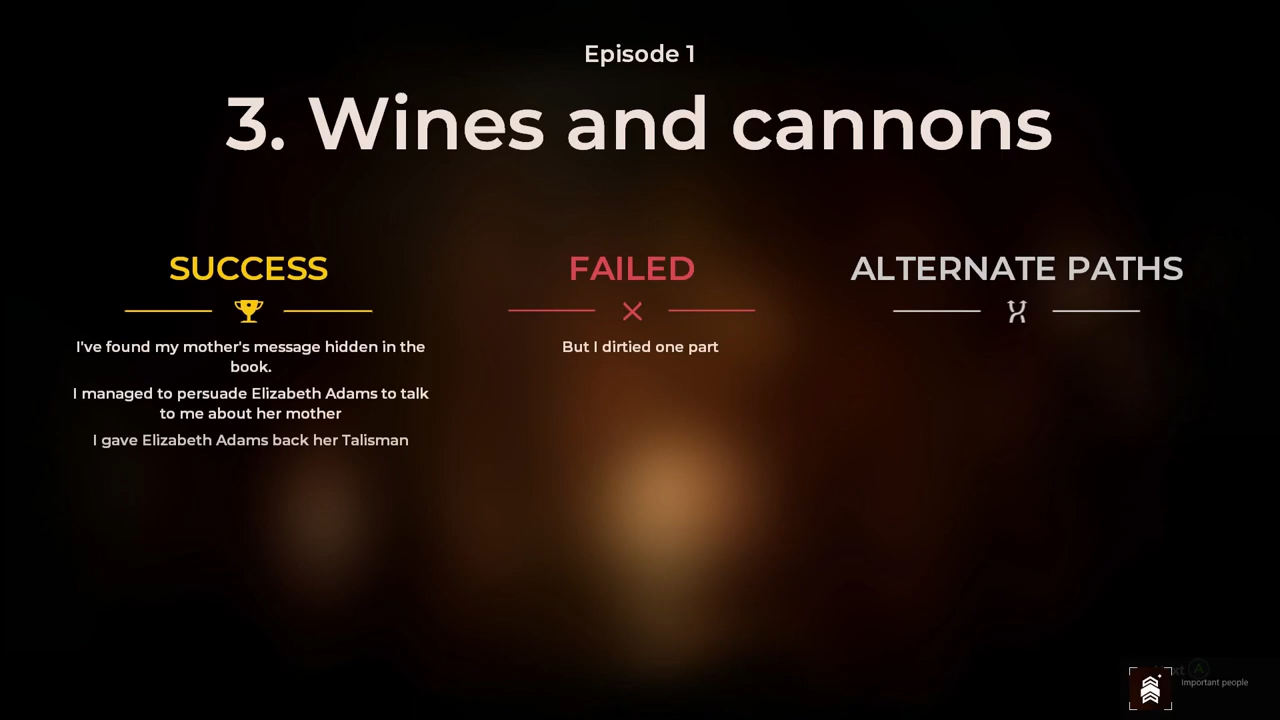 Episode 1
3. Wines and cannons
SUCCESS
I've found my mother's message hidden in the
book.
I managed to persuade Elizabeth Adams to talk
to me about her mother
I gave Elizabeth Adams back her Talisman
FAILED
But I dirtied one part
ALTERNATE PATHS
A
Important people